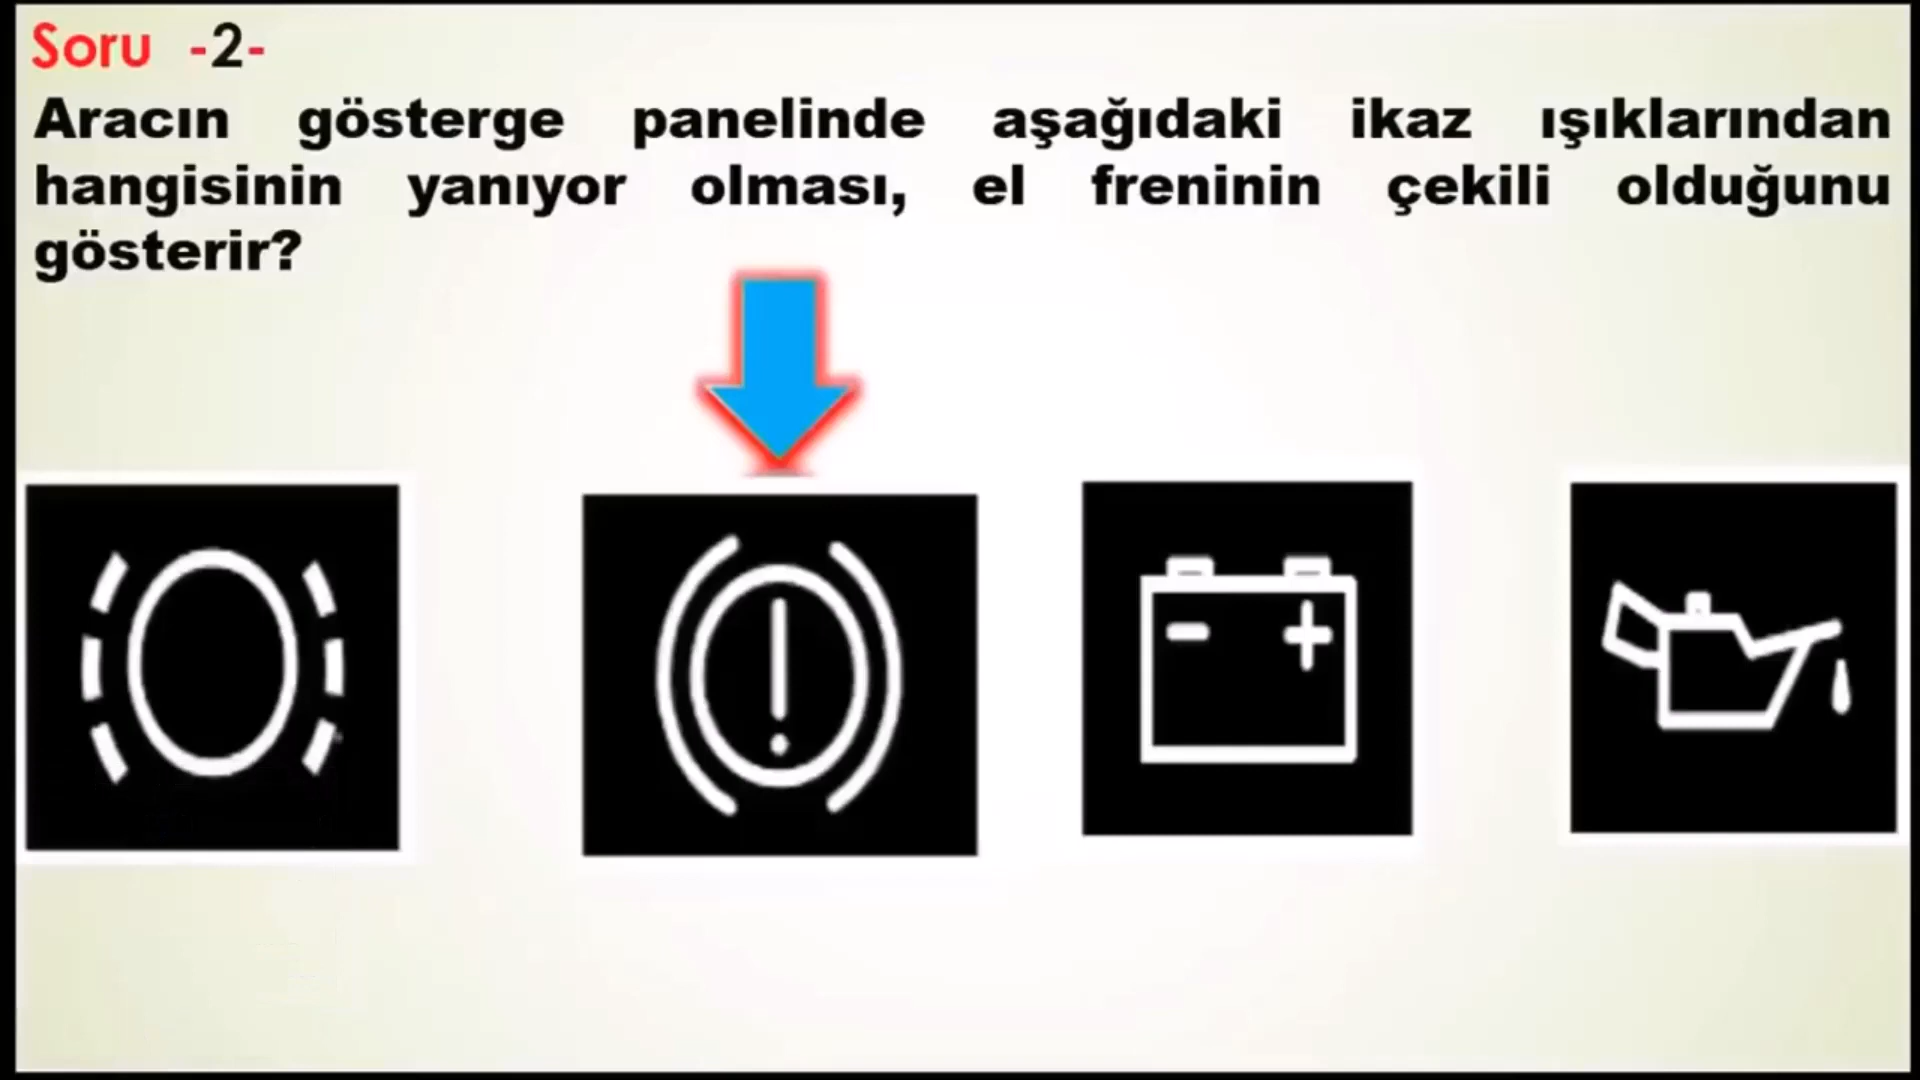 Soru -2-
Aracın gösterge panelinde aşağıdaki ikaz ışıklarından
hangisinin yanıyor olması, el freninin çekili olduğunu
gösterir?